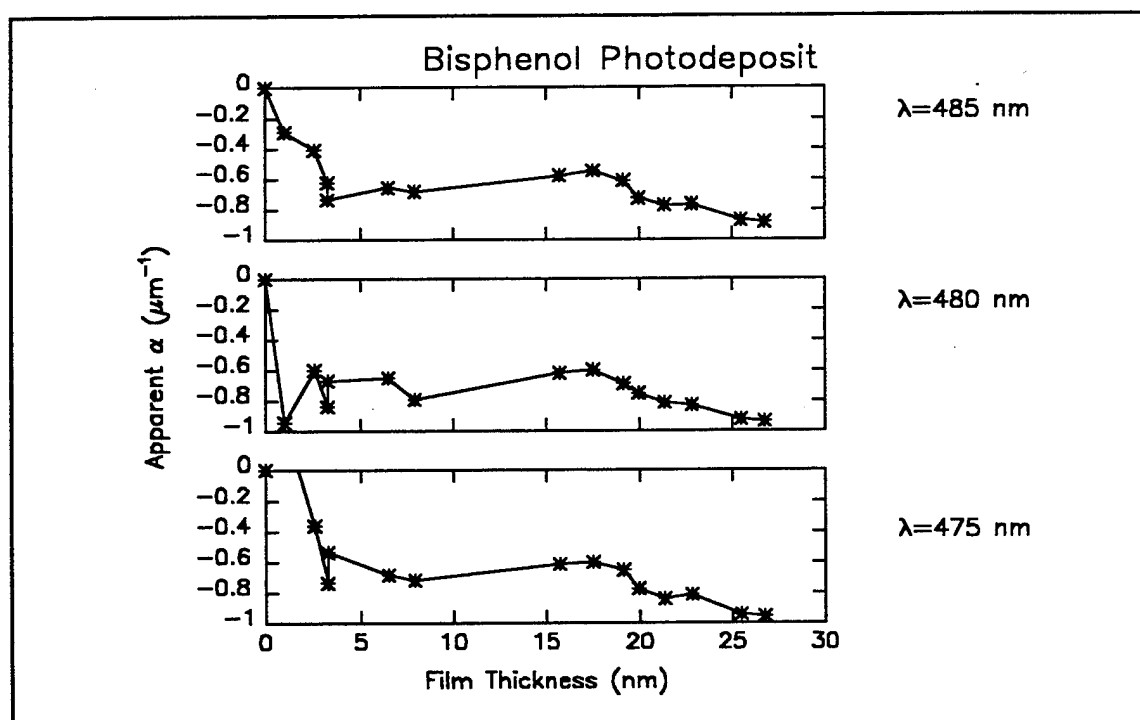 Bisphenol Photodeposit
0
−0.2
−0.4
−0.6
−0.8
−1
λ=485 nm
0
−0.2
−0.4
−0.6
−0.8
−1
λ=480 nm
0
−0.2
−0.4
−0.6
−0.8
−1
λ=475 nm
Apparent α (μm⁻¹)
0 5 10 15 20 25 30
Film Thickness (nm)